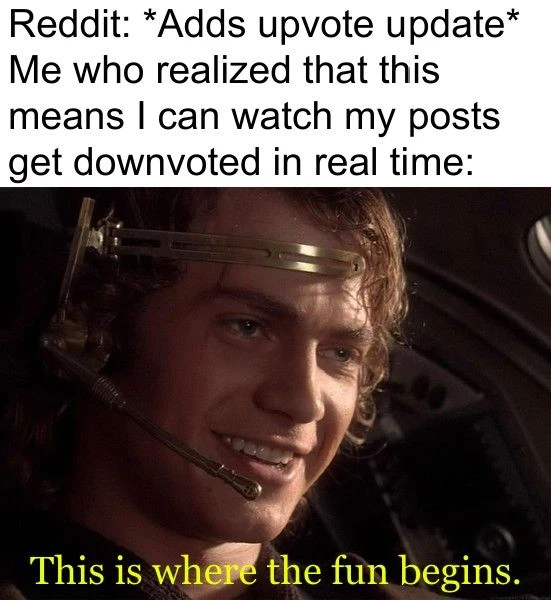 Reddit: *Adds upvote update*
Me who realized that this
means I can watch my posts
get downvoted in real time:
This is where the fun begins.